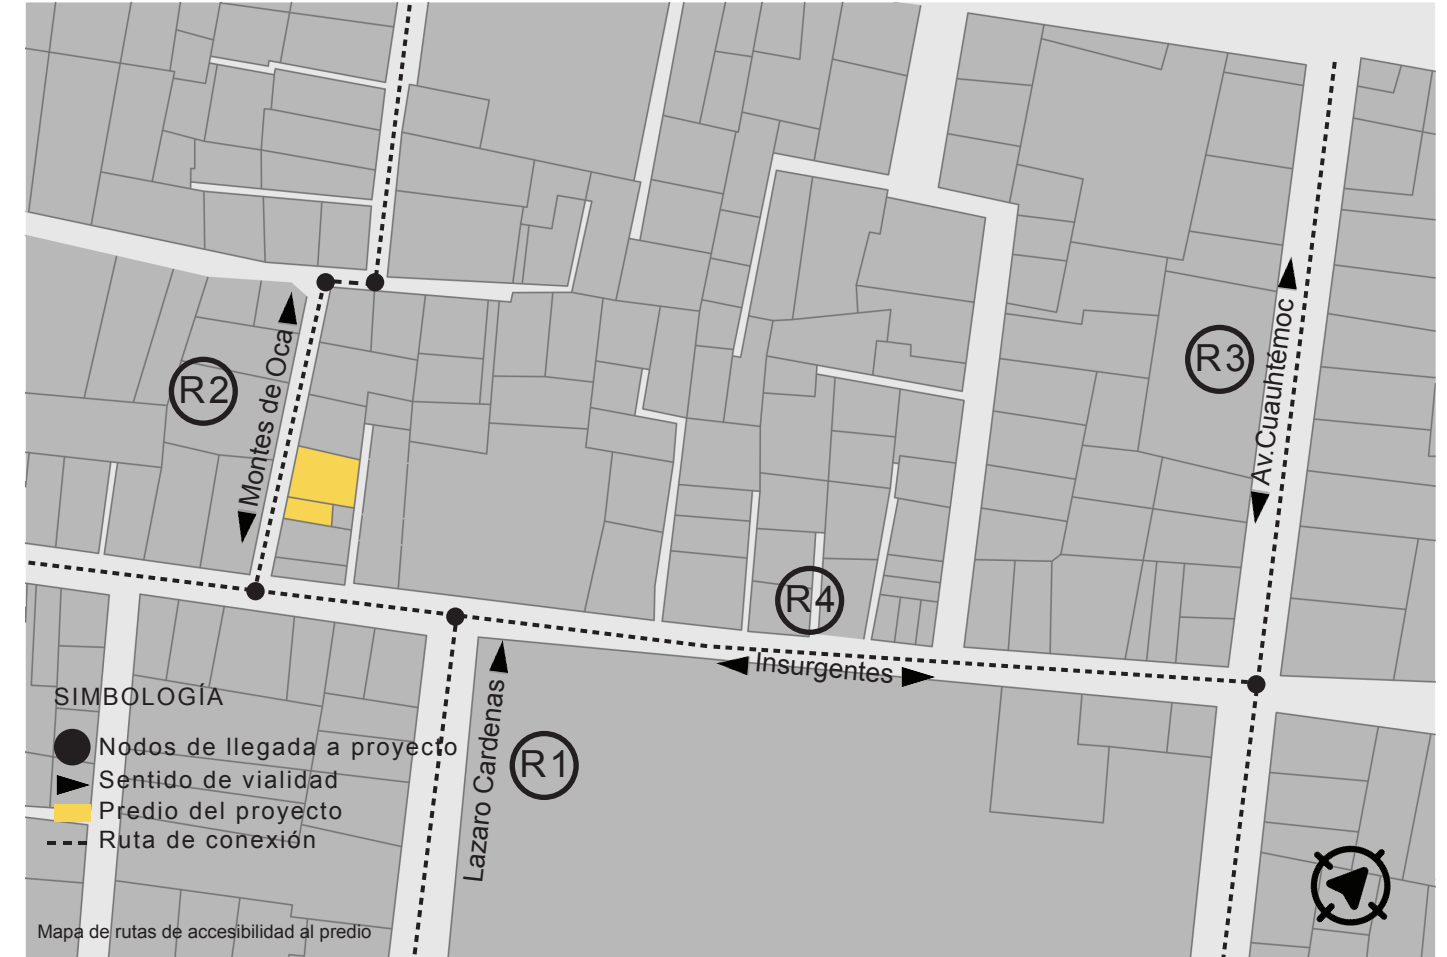 R3
Av.Cuauhtémoc
R2
Montes de Oca
R4
Insurgentes
Lazaro Cardenas
R1
SIMBOLOGÍA
Nodos de llegada a proyecto
Sentido de vialidad
Predio del proyecto
Ruta de conexión
Mapa de rutas de accesibilidad al predio